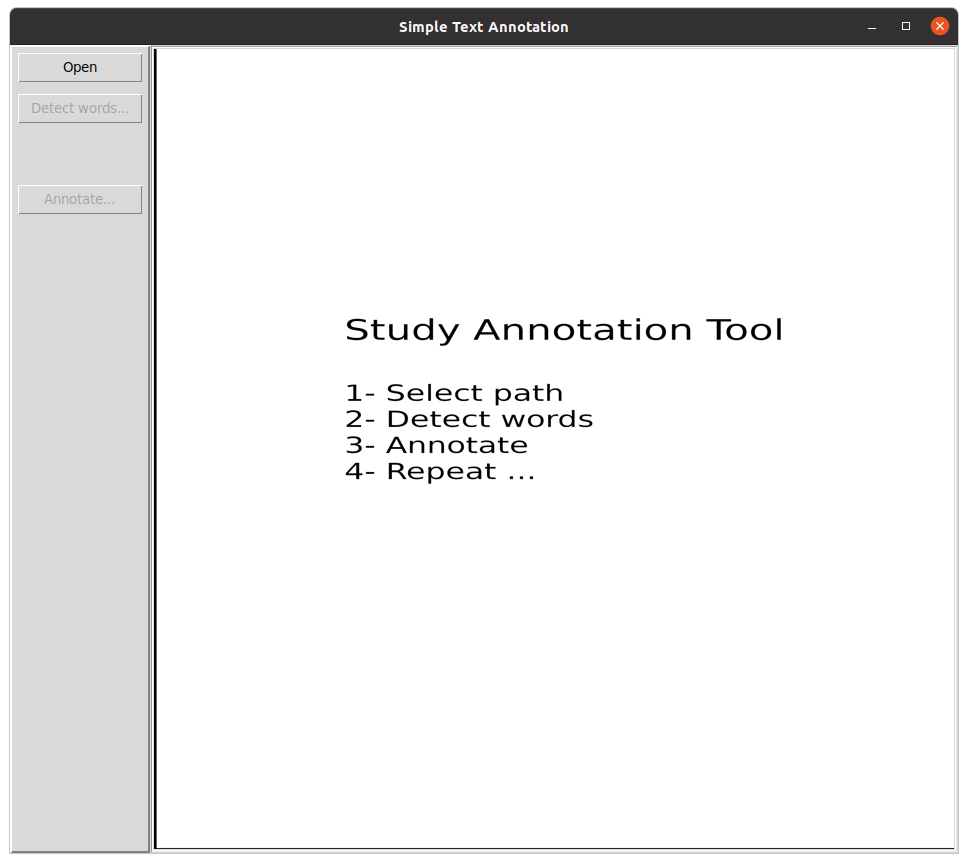 Simple Text Annotation
Open
Detect words...
Annotate...
Study Annotation Tool
1- Select path
2- Detect words
3- Annotate
4- Repeat ...